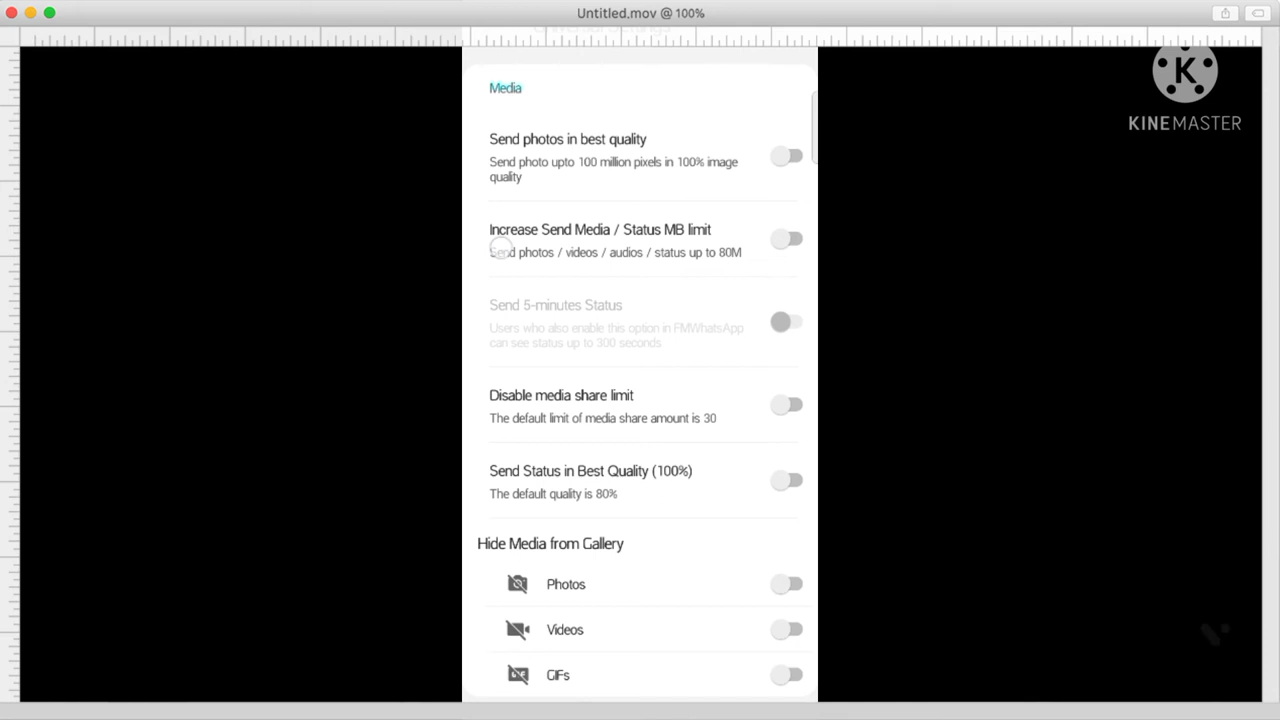 Untitled.mov @ 100%
Media
KINEMASTER
Send photos in best quality
Send photo upto 100 million pixels in 100% image
quality
Increase Send Media / Status MB limit
Send photos / videos / audios / status up to 80M
Send 5-minutes Status
Users who also enable this option in FMWhatsApp
can see status up to 300 seconds
Disable media share limit
The default limit of media share amount is 30
Send Status in Best Quality (100%)
The default quality is 80%
Hide Media from Gallery
Photos
Videos
GIFs